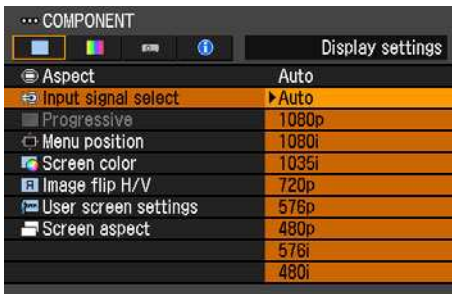 ... COMPONENT
Display settings
Aspect Auto
Input signal select Auto
Progressive 1080p
Menu position 1080i
Screen color 1035i
Image flip H/V 720p
User screen settings 576p
Screen aspect 480p
576i
480i